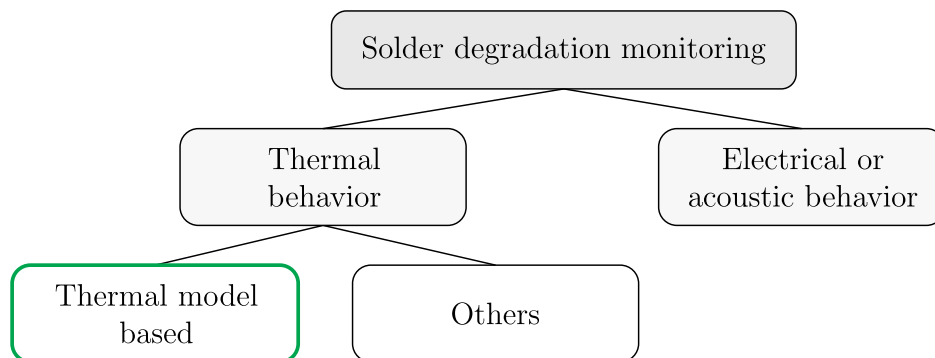 Solder degradation monitoring
Thermal
behavior
Electrical or
acoustic behavior
Thermal model
based
Others